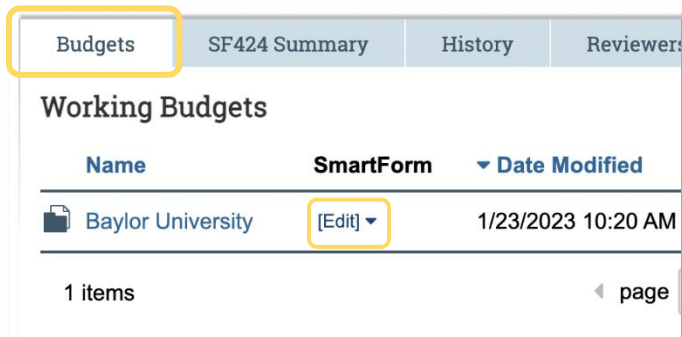 Budgets SF424 Summary History Reviewers
Working Budgets
Name SmartForm Date Modified
Baylor University [Edit] 1/23/2023 10:20 AM
1 items page